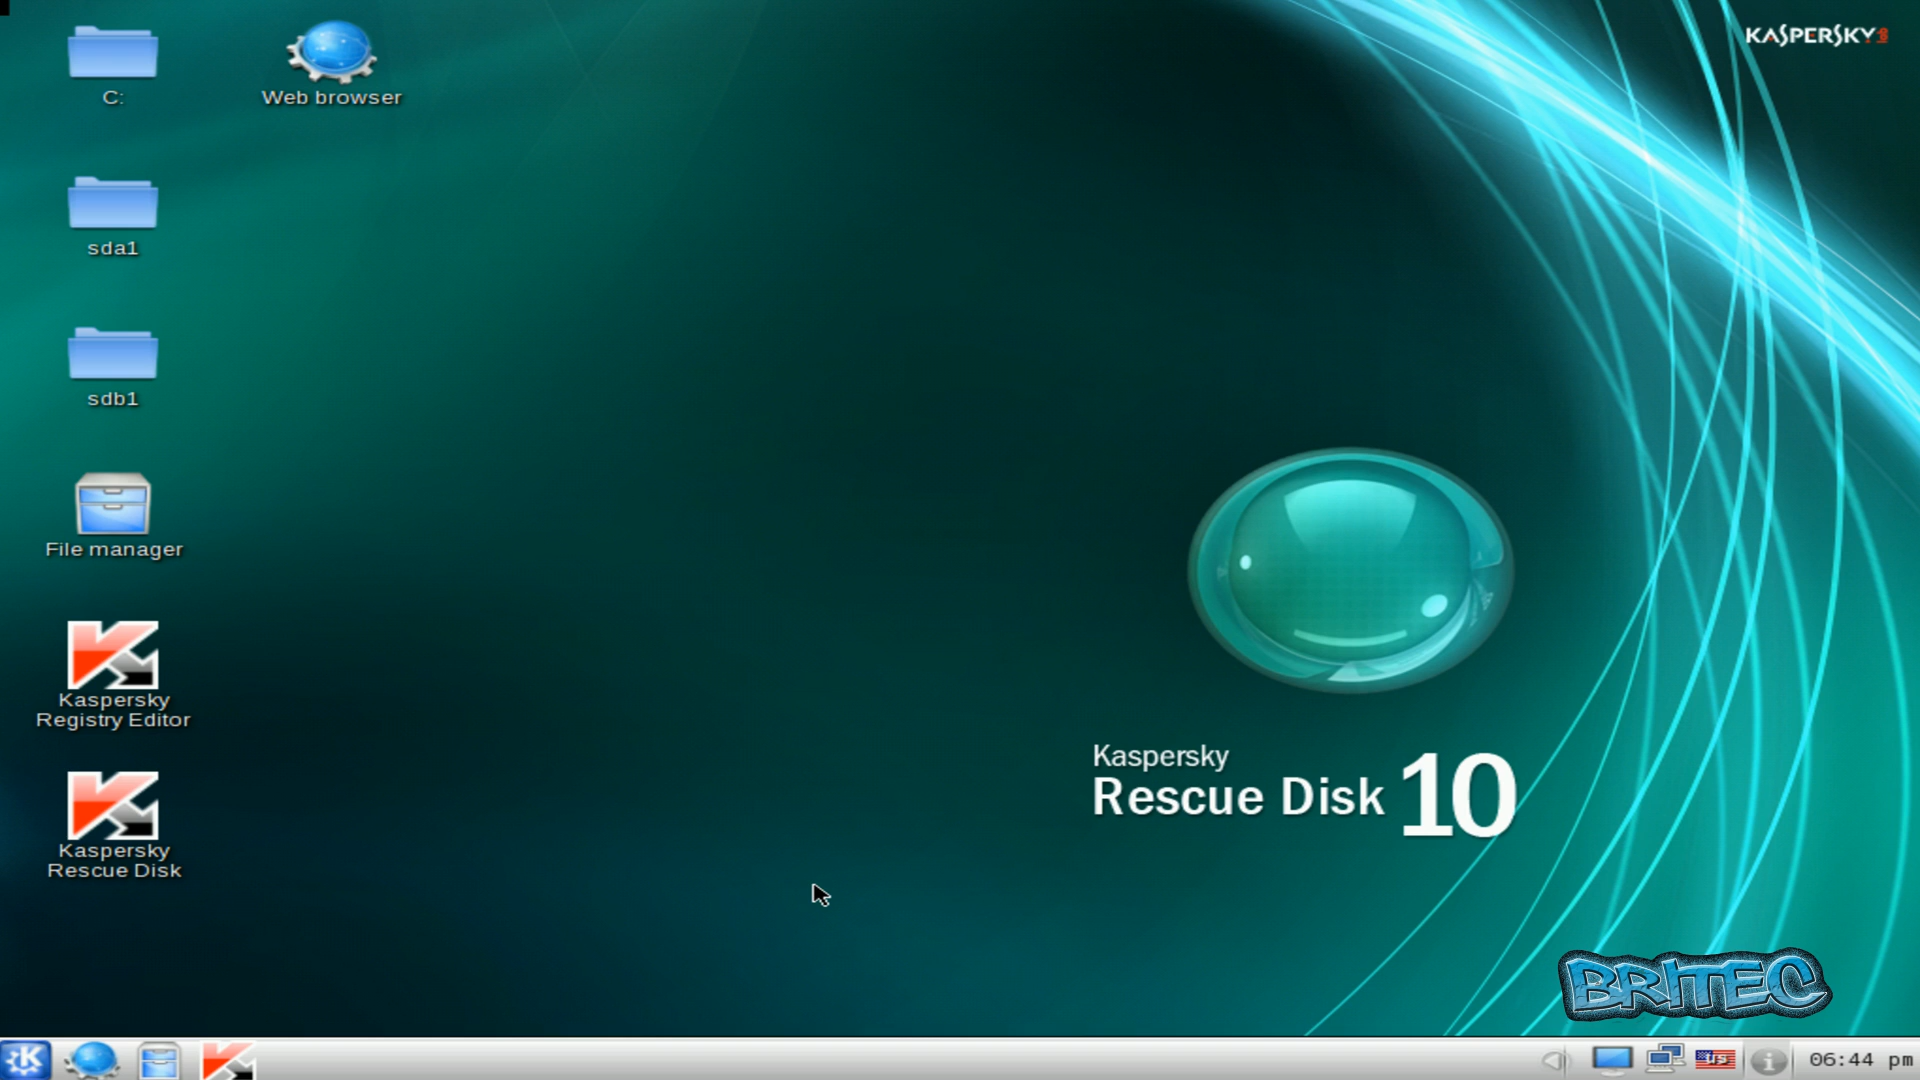 C:
Web browser
KASPERSKY
sda1
sdb1
File manager
Kaspersky
Registry Editor
Kaspersky
Rescue Disk
Kaspersky
Rescue Disk 10
BRITEC
US
06:44 pm